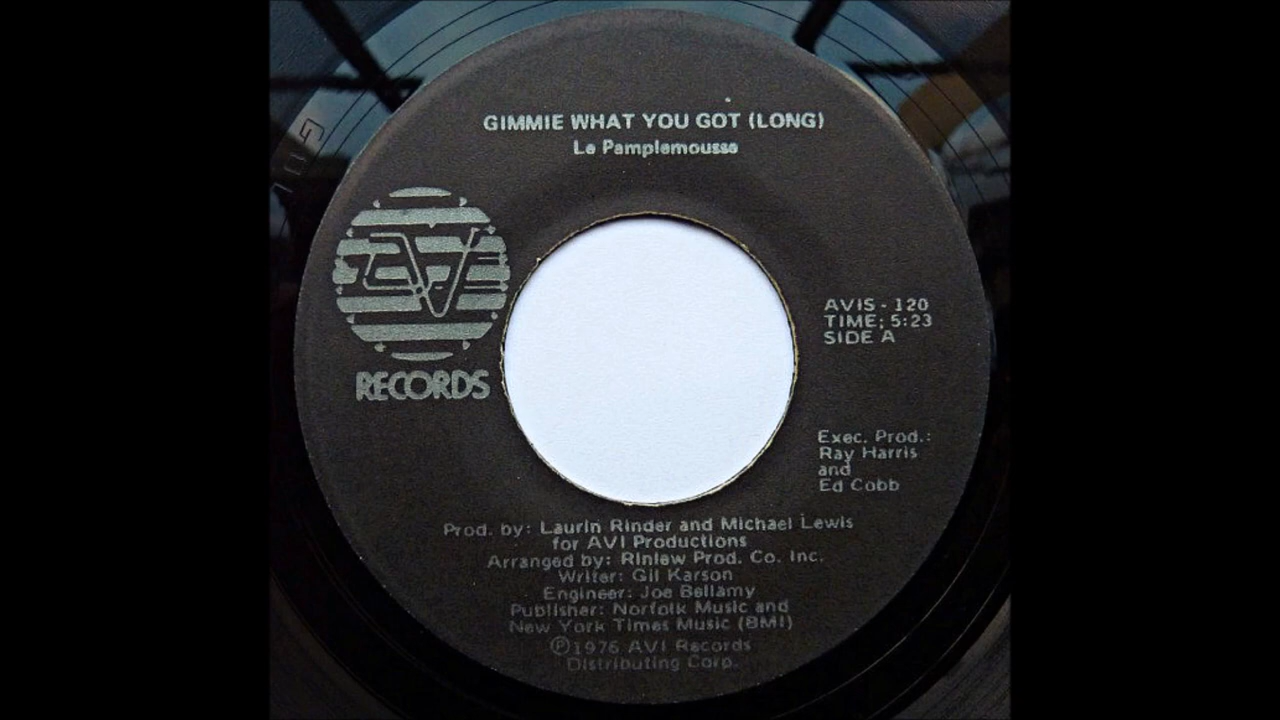 GIMMIE WHAT YOU GOT (LONG)
Le Pamplemousse
AVI
RECORDS
AVIS - 120
TIME: 5:23
SIDE A
Exec. Prod.:
Ray Harris
and
Ed Cobb
Prod. by: Laurin Rinder and Michael Lewis
for AVI Productions
Arranged by: Rinlew Prod. Co. Inc.
Writer: Gil Karson
Engineer: Joe Bellamy
Publisher: Norfolk Music and
New York Times Music (BMI)
Ⓟ1976 AVI Records
Distributing Corp.